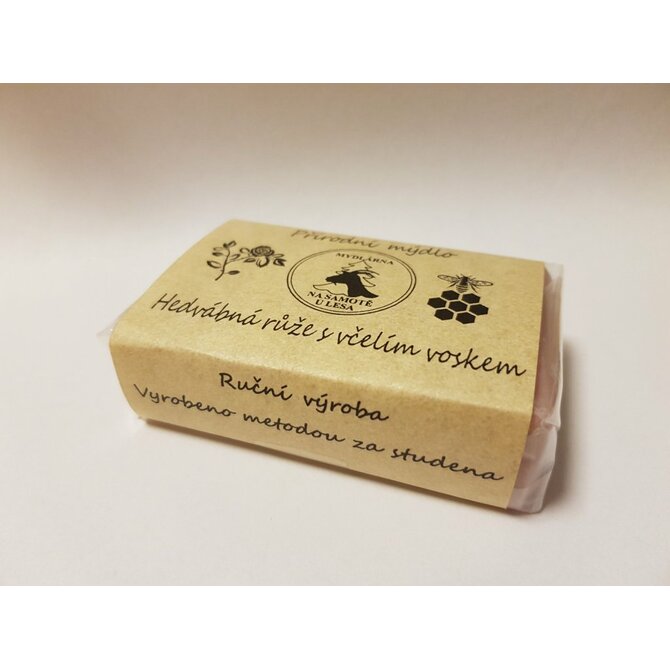 Přírodní mýdlo
MYDLÁRNA
NA SAMOTĚ
U LESA
Hedvábná růže s včelím voskem
Ruční výroba
Vyrobeno metodou za studena